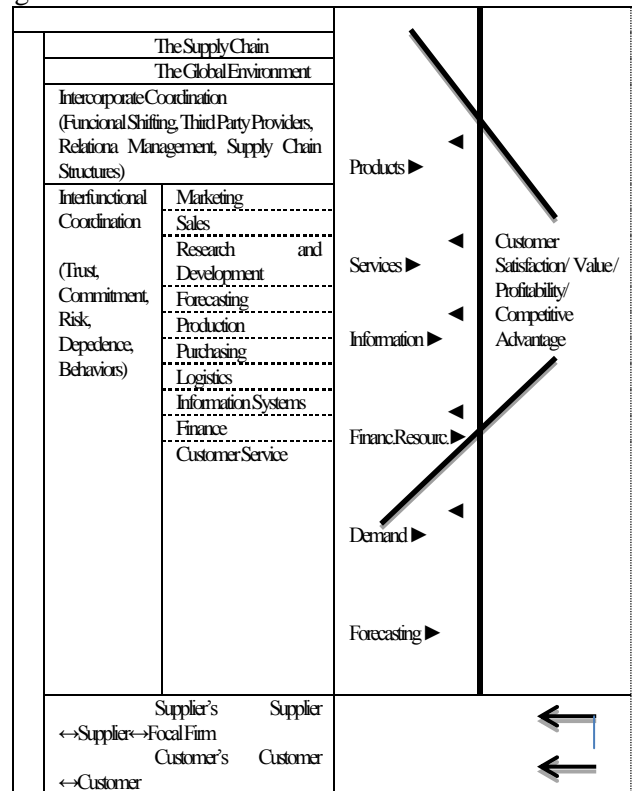 The Supply Chain
The Global Environment
Intercorporate Coordination
(Funcional Shifting, Third Party Providers,
Relationa Management, Supply Chain
Structures)
Interfunctional
Coordination
(Trust,
Commitment,
Risk,
Depedence,
Behaviors)
Marketing
Sales
Research and
Development
Forecasting
Production
Purchasing
Logistics
Information Systems
Finance
Customer Service
Products ►
Services ►
Information ►
Financ.Resourc. ►
Demand ►
Forecasting ►
Customer
Satisfaction/ Value /
Profitability/
Competitive
Advantage
Supplier's Supplier
↔Supplier↔Focal Firm
Customer's Customer
↔Customer